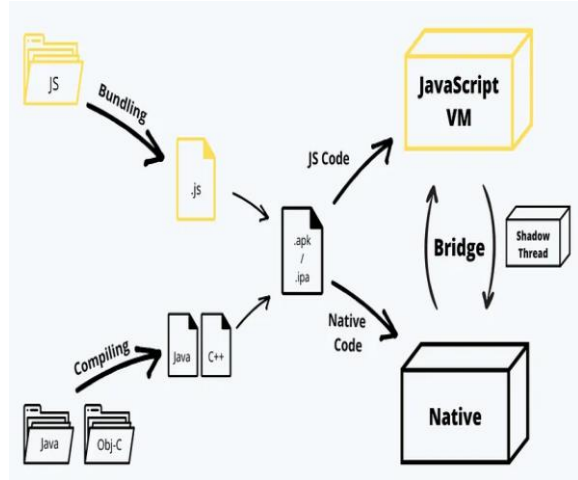 JS
Bundling
.js
Compiling
Java
Obj-C
Java
C++
.apk
/
.ipa
JS Code
Native
Code
JavaScript
VM
Bridge
Shadow
Thread
Native